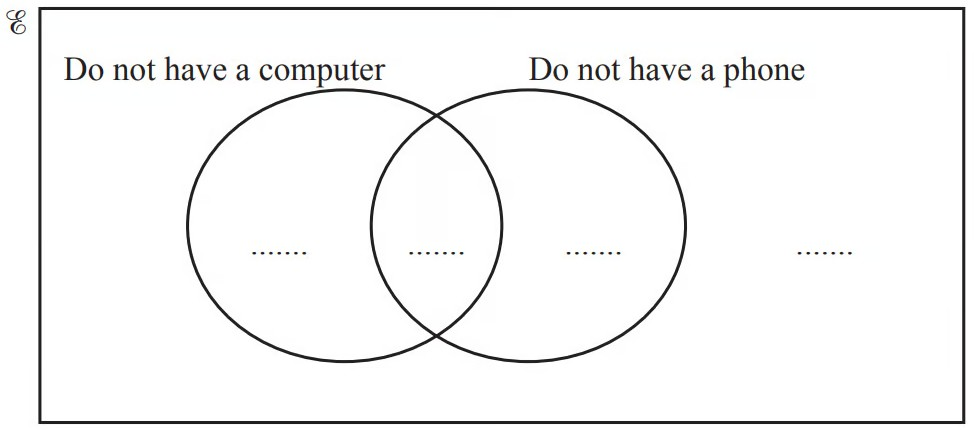 ℰ
Do not have a computer Do not have a phone
....... ....... ....... .......